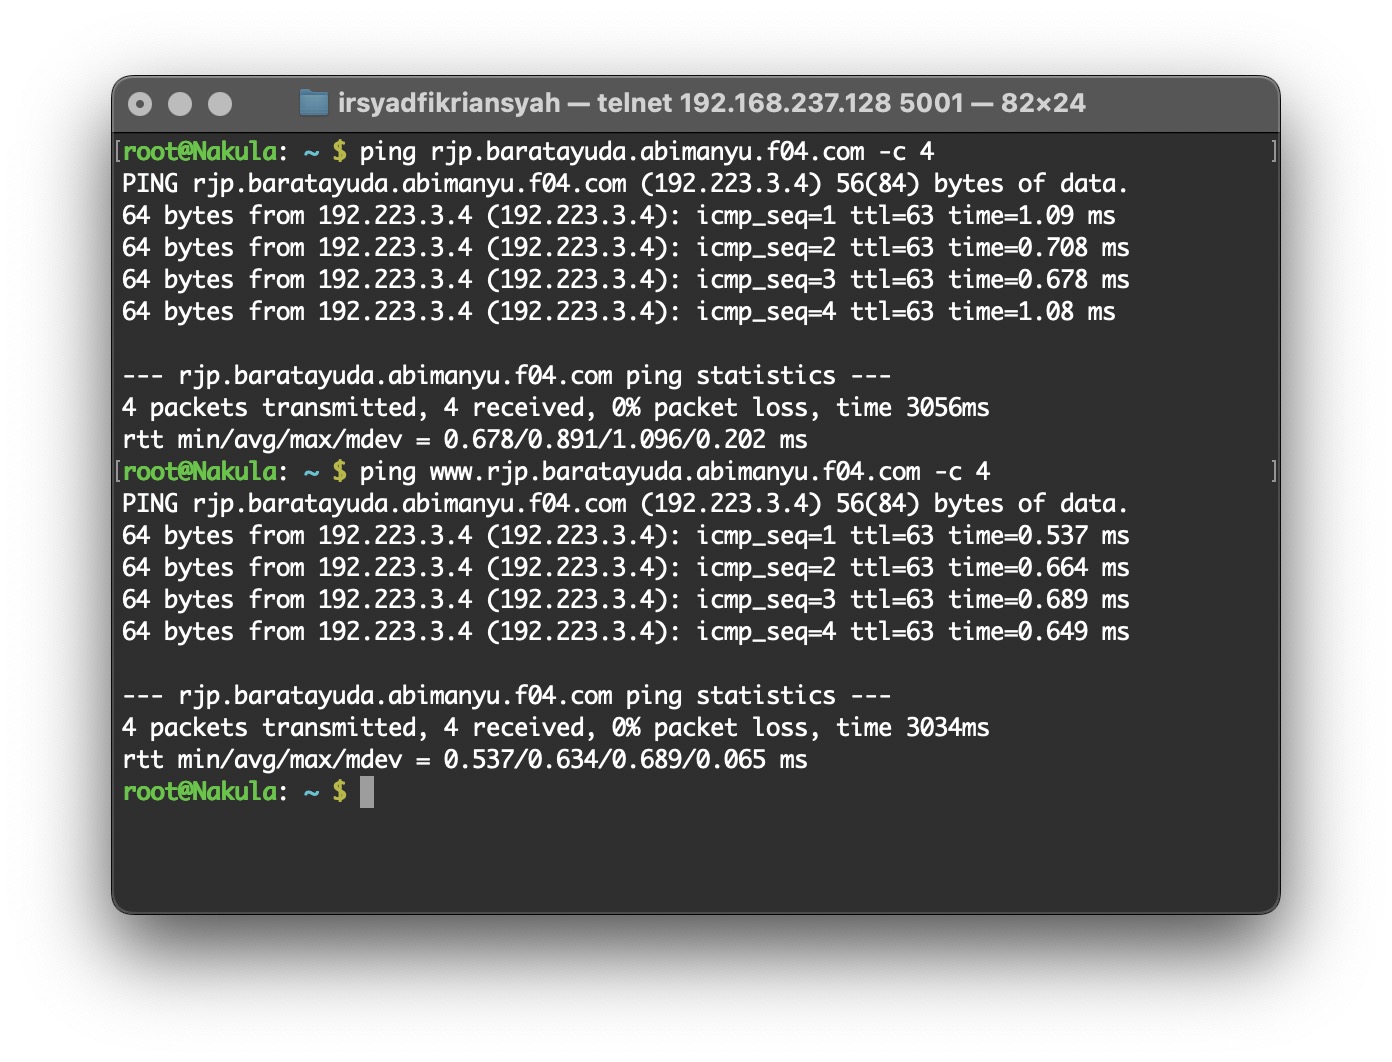 irsyadfikriansyah — telnet 192.168.237.128 5001 — 82×24
[root@Nakula: ~ $ ping rjp.baratayuda.abimanyu.f04.com -c 4 ]
PING rjp.baratayuda.abimanyu.f04.com (192.223.3.4) 56(84) bytes of data.
64 bytes from 192.223.3.4 (192.223.3.4): icmp_seq=1 ttl=63 time=1.09 ms
64 bytes from 192.223.3.4 (192.223.3.4): icmp_seq=2 ttl=63 time=0.708 ms
64 bytes from 192.223.3.4 (192.223.3.4): icmp_seq=3 ttl=63 time=0.678 ms
64 bytes from 192.223.3.4 (192.223.3.4): icmp_seq=4 ttl=63 time=1.08 ms

--- rjp.baratayuda.abimanyu.f04.com ping statistics ---
4 packets transmitted, 4 received, 0% packet loss, time 3056ms
rtt min/avg/max/mdev = 0.678/0.891/1.096/0.202 ms
[root@Nakula: ~ $ ping www.rjp.baratayuda.abimanyu.f04.com -c 4 ]
PING rjp.baratayuda.abimanyu.f04.com (192.223.3.4) 56(84) bytes of data.
64 bytes from 192.223.3.4 (192.223.3.4): icmp_seq=1 ttl=63 time=0.537 ms
64 bytes from 192.223.3.4 (192.223.3.4): icmp_seq=2 ttl=63 time=0.664 ms
64 bytes from 192.223.3.4 (192.223.3.4): icmp_seq=3 ttl=63 time=0.689 ms
64 bytes from 192.223.3.4 (192.223.3.4): icmp_seq=4 ttl=63 time=0.649 ms

--- rjp.baratayuda.abimanyu.f04.com ping statistics ---
4 packets transmitted, 4 received, 0% packet loss, time 3034ms
rtt min/avg/max/mdev = 0.537/0.634/0.689/0.065 ms
root@Nakula: ~ $